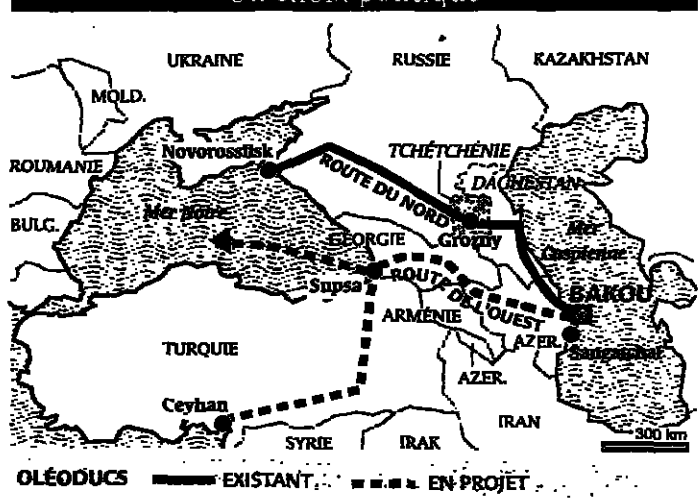 UKRAINE
RUSSIE
KAZAKHSTAN
MOLD.
ROUMANIE
Novorossiisk
TCHÉTCHÉNIE
DAGHESTAN
ROUTE DU NORD
BULG.
Mer Noire
GÉORGIE
Grozny
Mer
Caspienne
Supsa
ROUTE
DE L'OUEST
BAKOU
ARMÉNIE
AZER.
Sangatchal
TURQUIE
AZER.
Ceyhan
IRAN
SYRIE
IRAK
300 km
OLÉODUCS EXISTANT EN PROJET